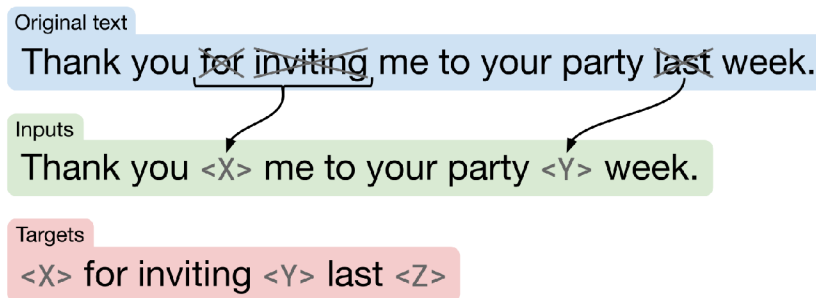 Original text
Thank you for inviting me to your party last week.
Inputs
Thank you <X> me to your party <Y> week.
Targets
<X> for inviting <Y> last <Z>